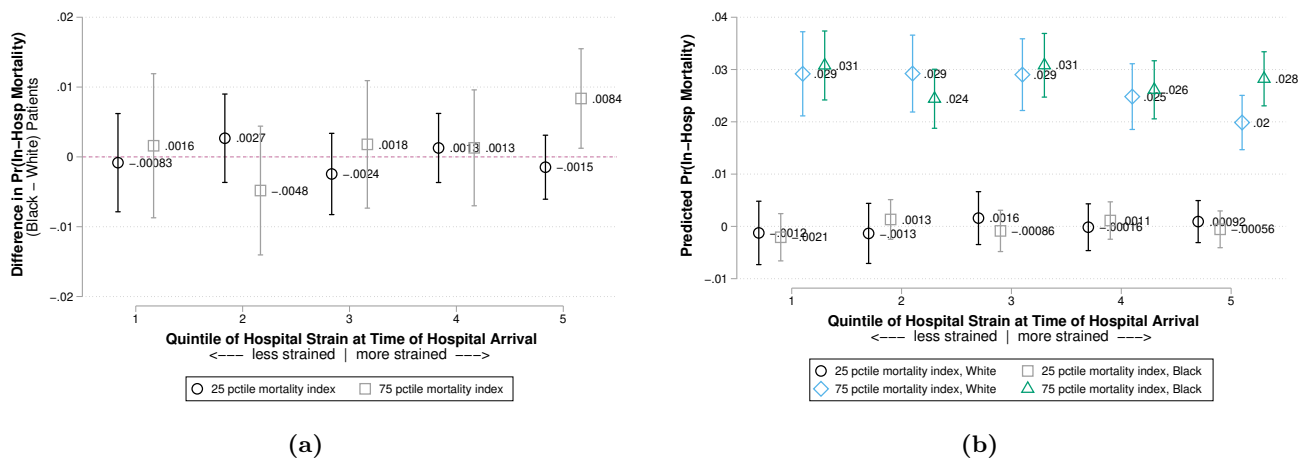 Difference in Pr(In−Hosp Mortality)
(Black − White) Patients
.02
.01
0
−.01
−.02
−.00083
.0016
.0027
−.0048
−.0024
.0018
.0013
.0013
−.0015
.0084
1 2 3 4 5
Quintile of Hospital Strain at Time of Hospital Arrival
<−−− less strained | more strained −−−>
25 pctile mortality index 75 pctile mortality index
(a)
Predicted Pr(In−Hosp Mortality)
.04
.03
.02
.01
0
−.01
.029
.031
.029
.024
.029
.031
.025
.026
.02
.028
−.0012
−.0021
−.0013
.0013
.0016
−.00086
−.00016
.0011
.00092
−.00056
1 2 3 4 5
Quintile of Hospital Strain at Time of Hospital Arrival
<−−− less strained | more strained −−−>
25 pctile mortality index, White 25 pctile mortality index, Black
75 pctile mortality index, White 75 pctile mortality index, Black
(b)